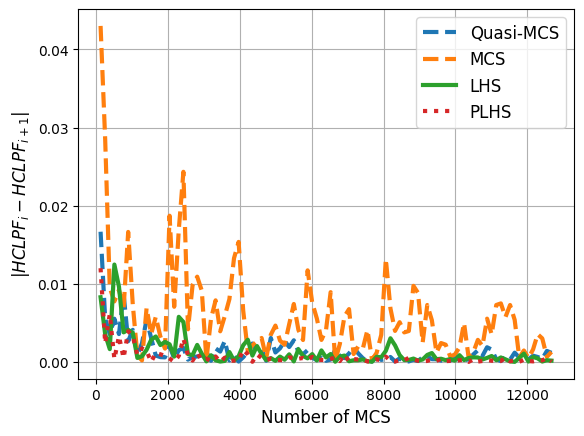 Quasi-MCS
MCS
LHS
PLHS
0.04
0.03
0.02
0.01
0.00
|HCLPF_i − HCLPF_{i+1}|
0 2000 4000 6000 8000 10000 12000
Number of MCS